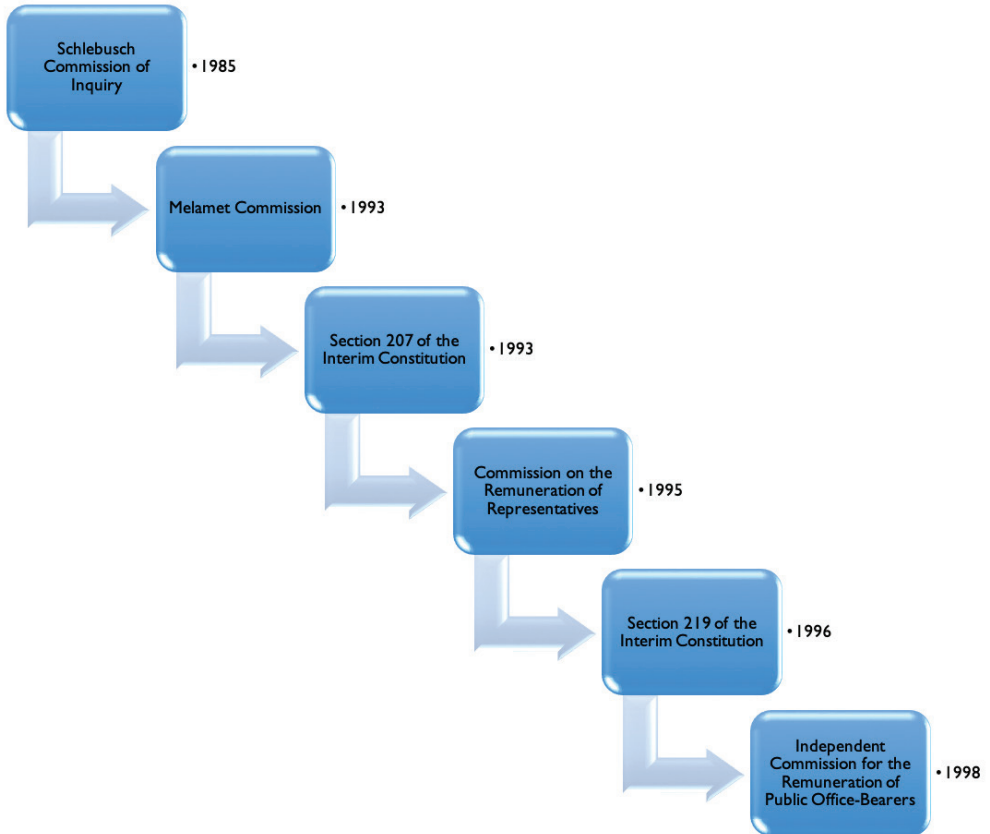 Schlebusch
Commission of
Inquiry
• 1985
Melamet Commission
• 1993
Section 207 of the
Interim Constitution
• 1993
Commission on the
Remuneration of
Representatives
• 1995
Section 219 of the
Interim Constitution
• 1996
Independent
Commission for the
Remuneration of
Public Office-Bearers
• 1998